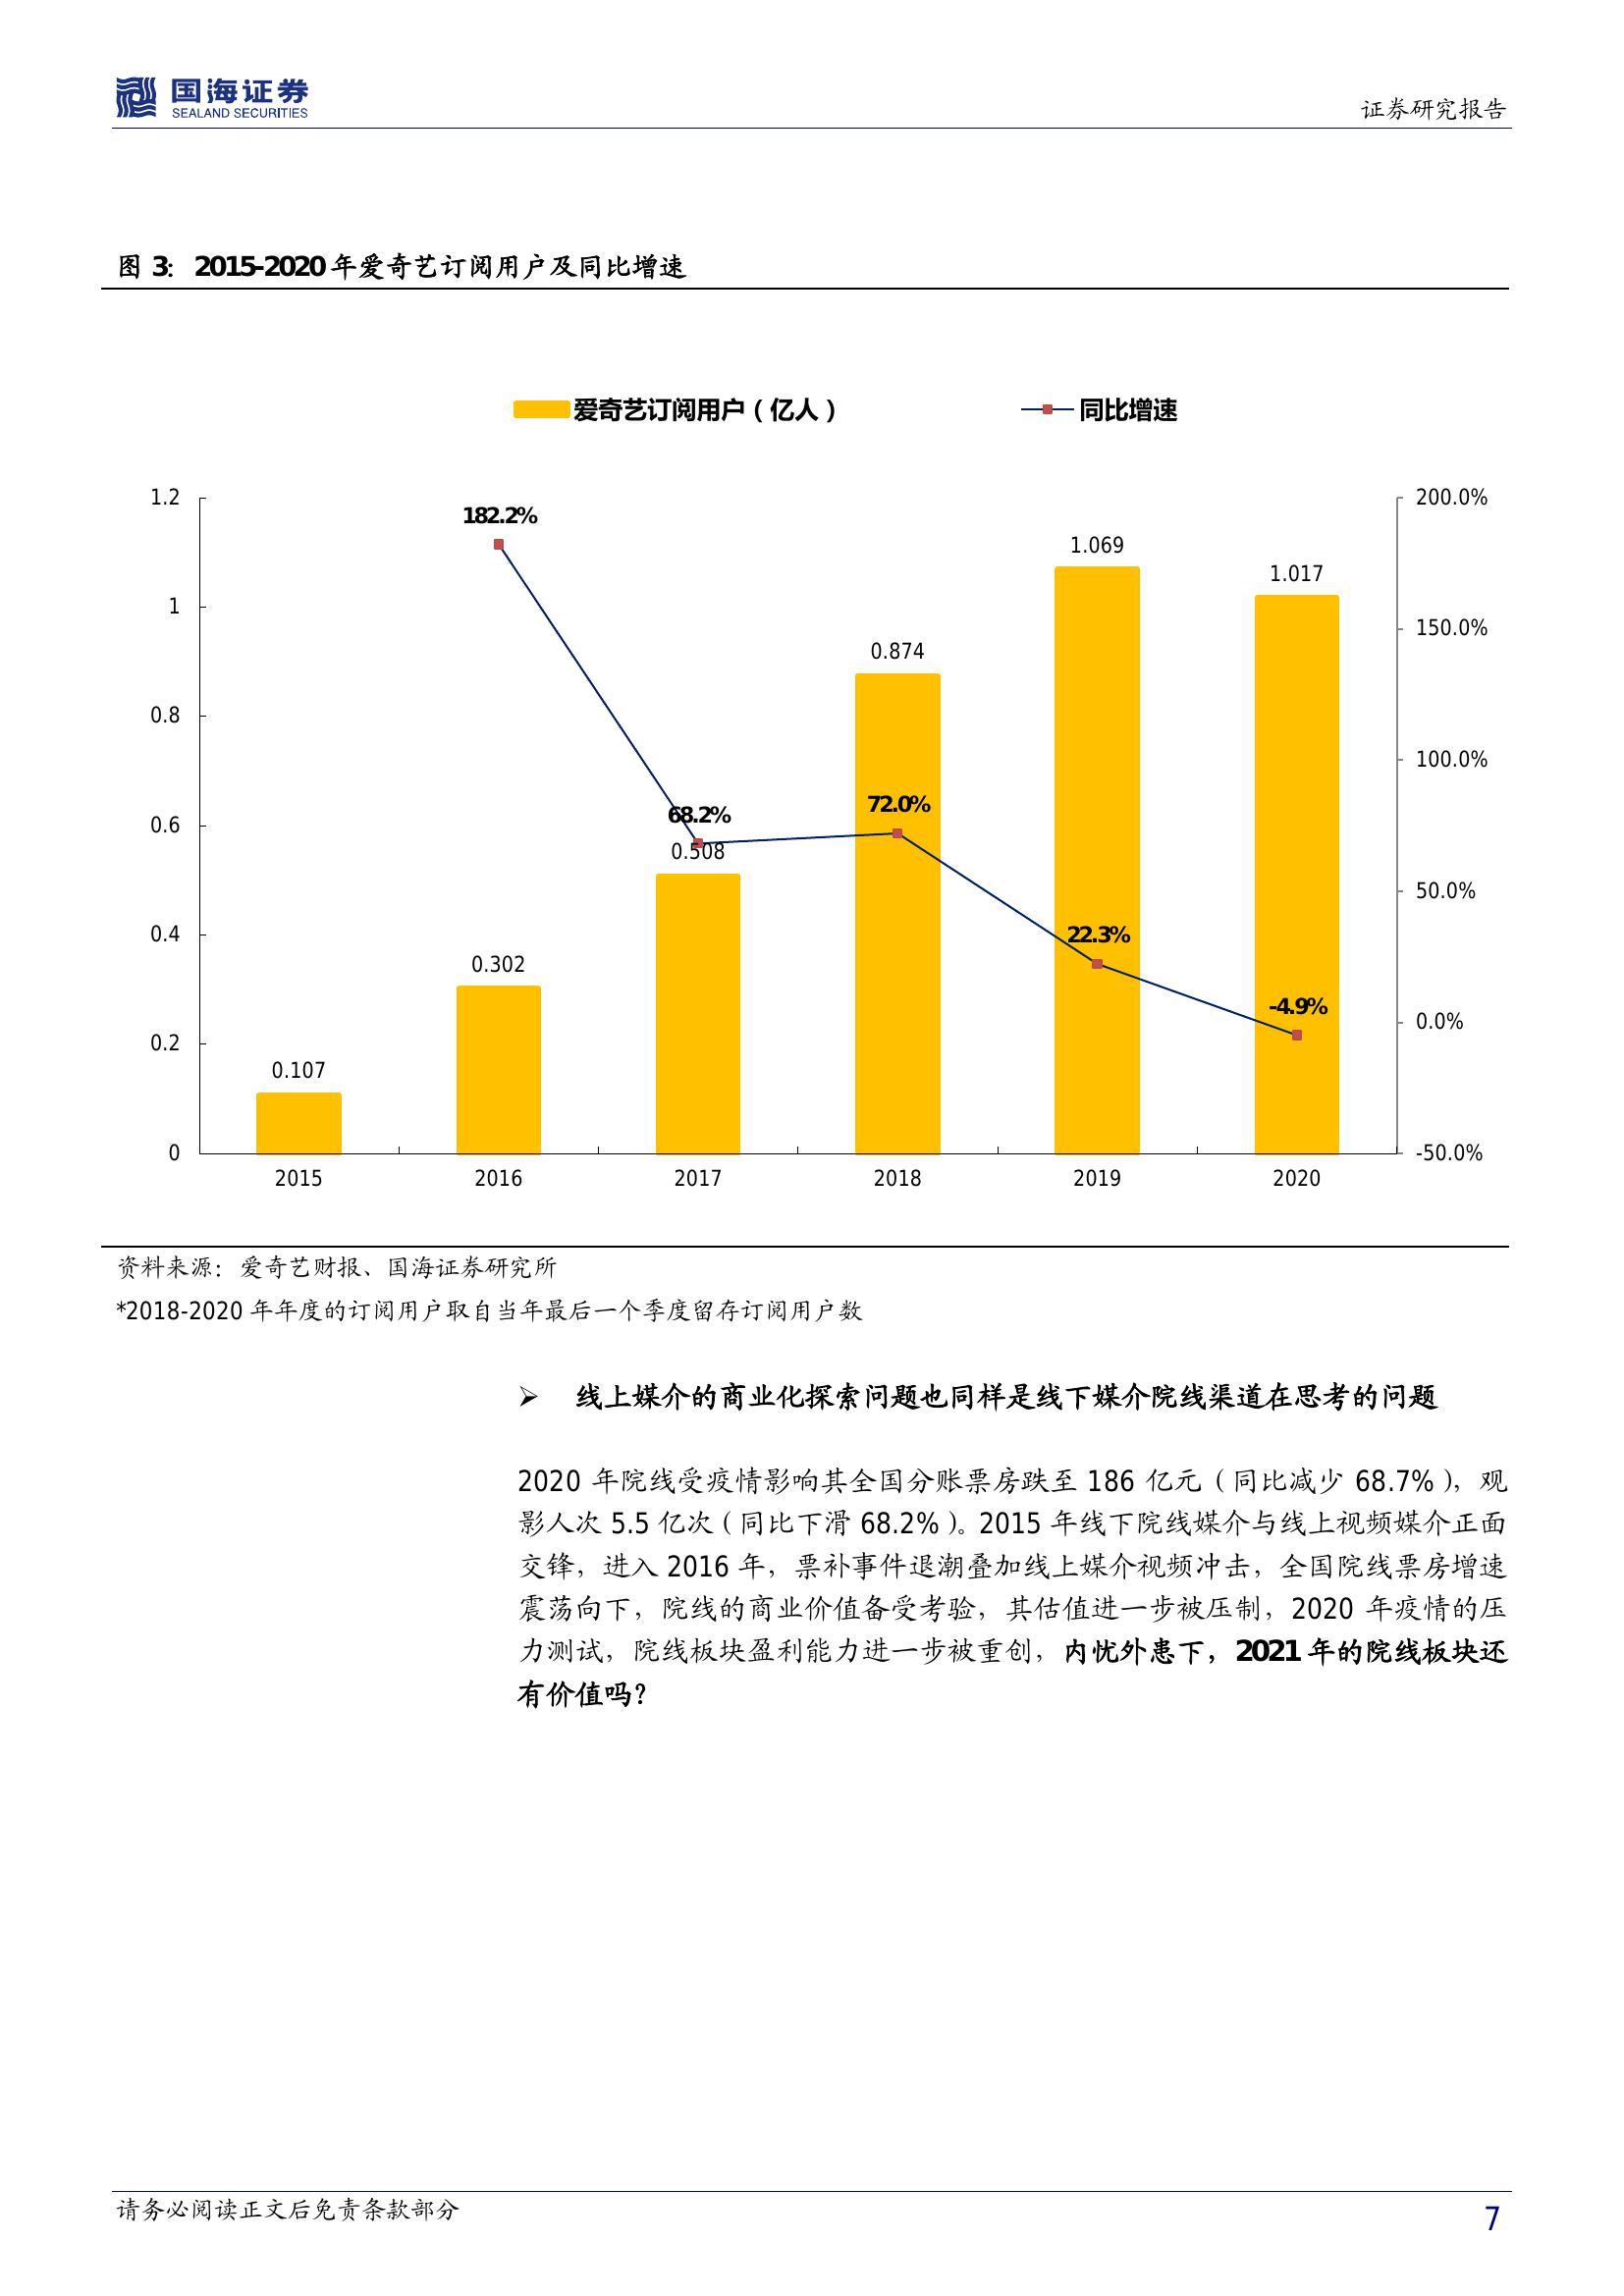 国海证券
SEALAND SECURITIES
证券研究报告
图 3: 2015-2020 年爱奇艺订阅用户及同比增速
爱奇艺订阅用户（亿人） 同比增速
1.2
1
0.8
0.6
0.4
0.2
0
200.0%
150.0%
100.0%
50.0%
0.0%
-50.0%
182.2%
68.2%
72.0%
22.3%
-4.9%
0.107
0.302
0.508
0.874
1.069
1.017
2015 2016 2017 2018 2019 2020
资料来源：爱奇艺财报、国海证券研究所
*2018-2020 年年度的订阅用户取自当年最后一个季度留存订阅用户数
➢ 线上媒介的商业化探索问题也同样是线下媒介院线渠道在思考的问题
2020 年院线受疫情影响其全国分账票房跌至 186 亿元（同比减少 68.7%），观
影人次 5.5 亿次（同比下滑 68.2%）。2015 年线下院线媒介与线上视频媒介正面
交锋，进入 2016 年，票补事件退潮叠加线上媒介视频冲击，全国院线票房增速
震荡向下，院线的商业价值备受考验，其估值进一步被压制，2020 年疫情的压
力测试，院线板块盈利能力进一步被重创，内忧外患下，2021 年的院线板块还
有价值吗？
请务必阅读正文后免责条款部分
7